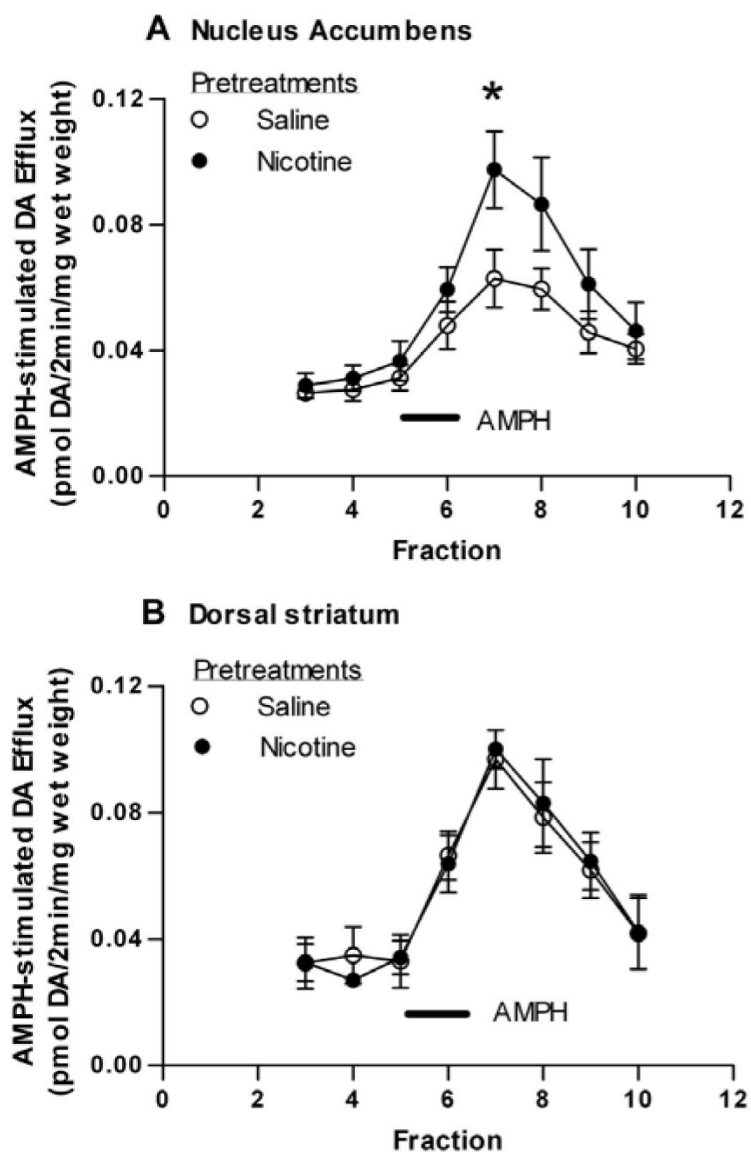 A Nucleus Accumbens
Pretreatments
Saline
Nicotine
*
AMPH-stimulated DA Efflux
(pmol DA/2min/mg wet weight)
0.12
0.08
0.04
0.00
AMPH
0 2 4 6 8 10 12
Fraction
B Dorsal striatum
Pretreatments
Saline
Nicotine
AMPH-stimulated DA Efflux
(pmol DA/2min/mg wet weight)
0.12
0.08
0.04
0.00
AMPH
0 2 4 6 8 10 12
Fraction